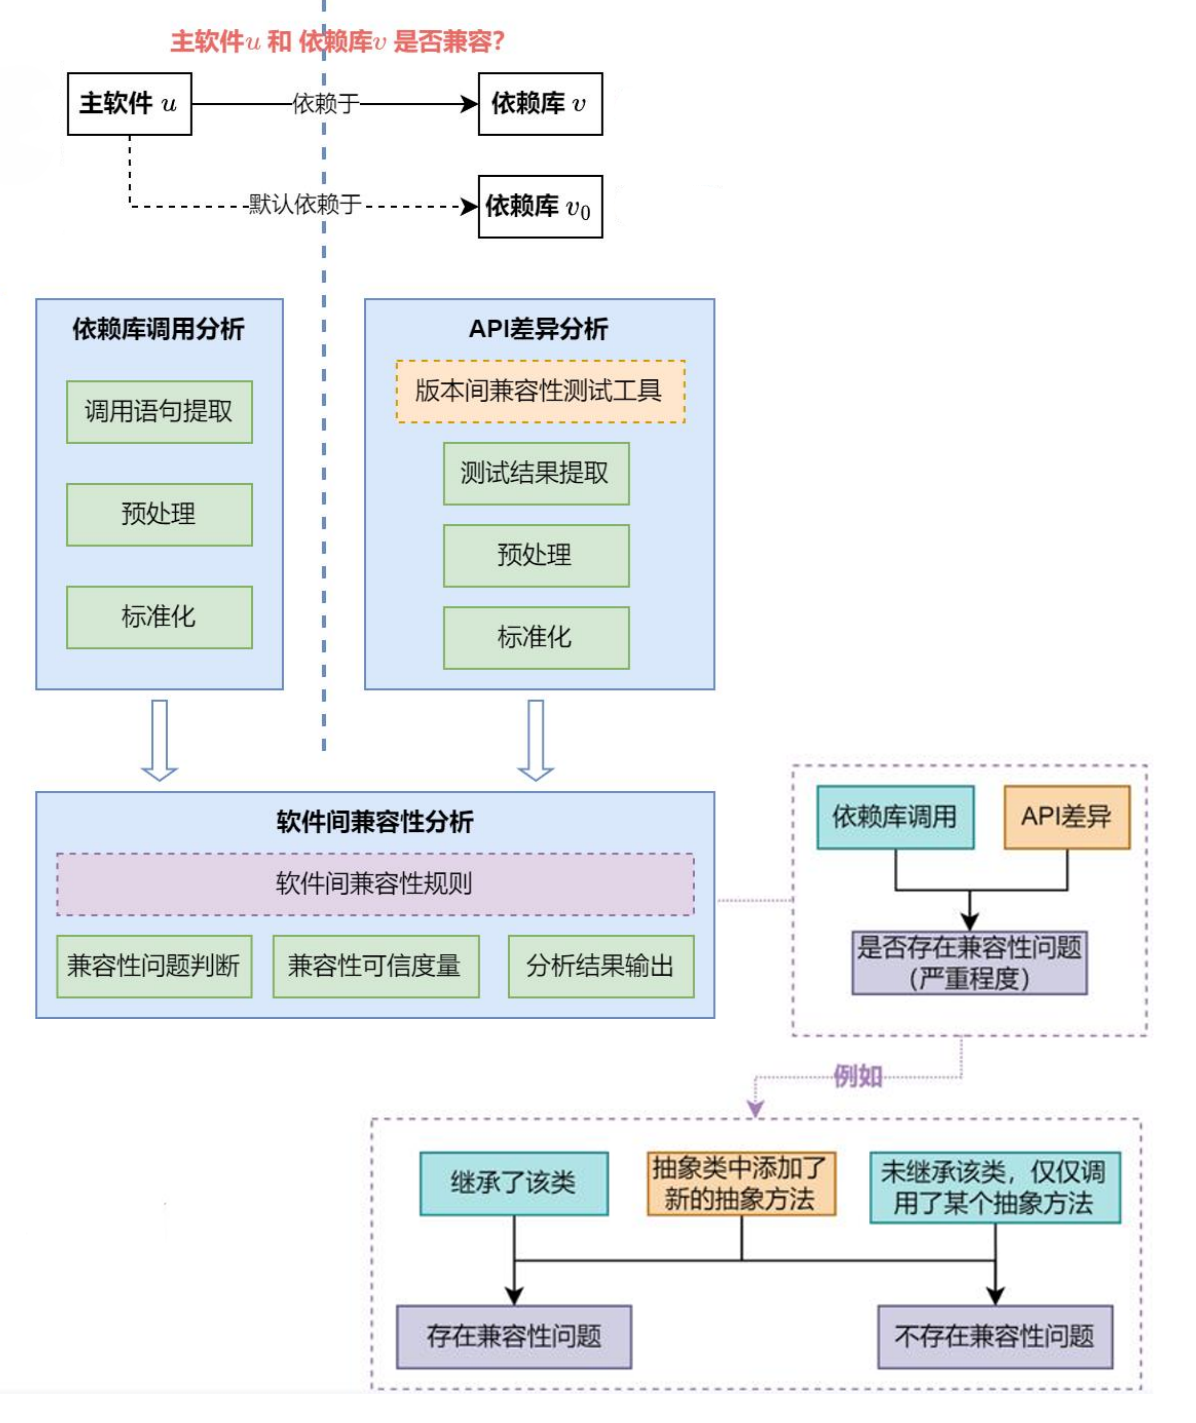 主软件u 和 依赖库v 是否兼容?
主软件 u
依赖于
依赖库 v
默认依赖于
依赖库 v₀
依赖库调用分析
调用语句提取
预处理
标准化
API差异分析
版本间兼容性测试工具
测试结果提取
预处理
标准化
软件间兼容性分析
软件间兼容性规则
兼容性问题判断
兼容性可信度量
分析结果输出
依赖库调用
API差异
是否存在兼容性问题
(严重程度)
例如
继承了该类
抽象类中添加了
新的抽象方法
未继承该类，仅仅调
用了某个抽象方法
存在兼容性问题
不存在兼容性问题